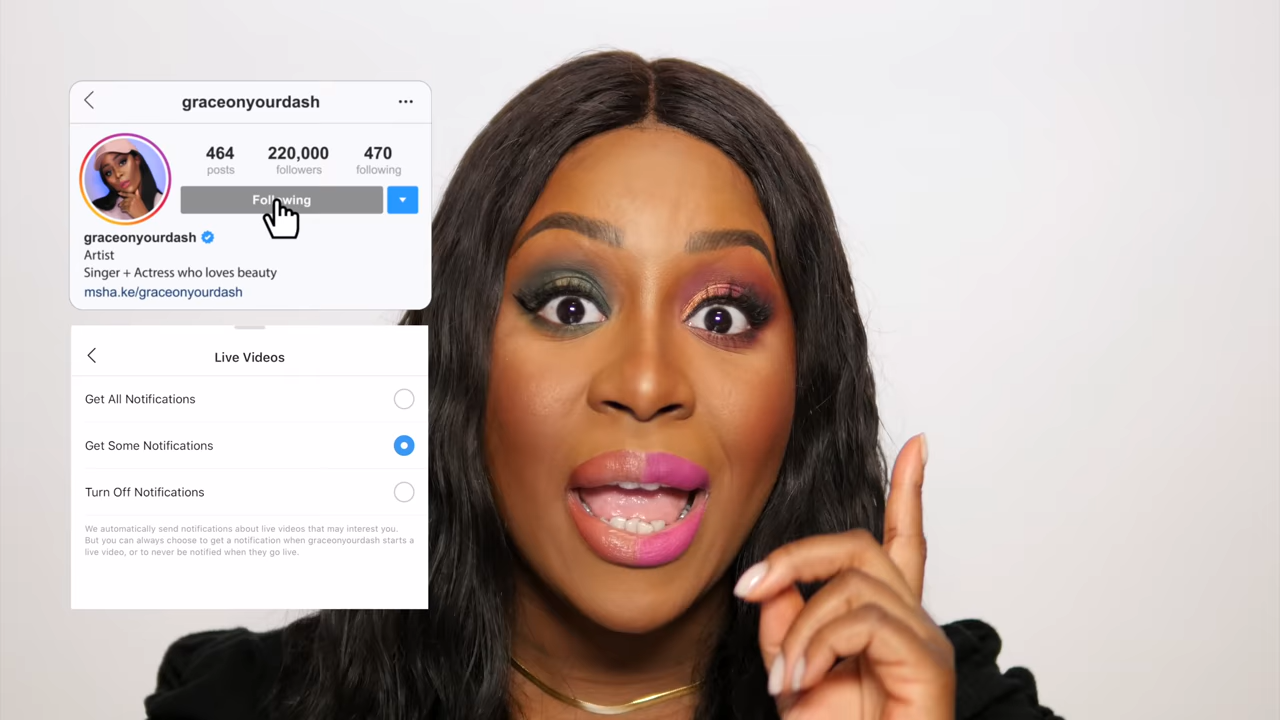 graceonyourdash
464 220,000 470
posts followers following
Following
graceonyourdash
Artist
Singer + Actress who loves beauty
msha.ke/graceonyourdash
Live Videos
Get All Notifications
Get Some Notifications
Turn Off Notifications
We automatically send notifications about live videos that may interest you.
But you can always choose to get a notification when graceonyourdash starts a
live video, or to never be notified when they go live.